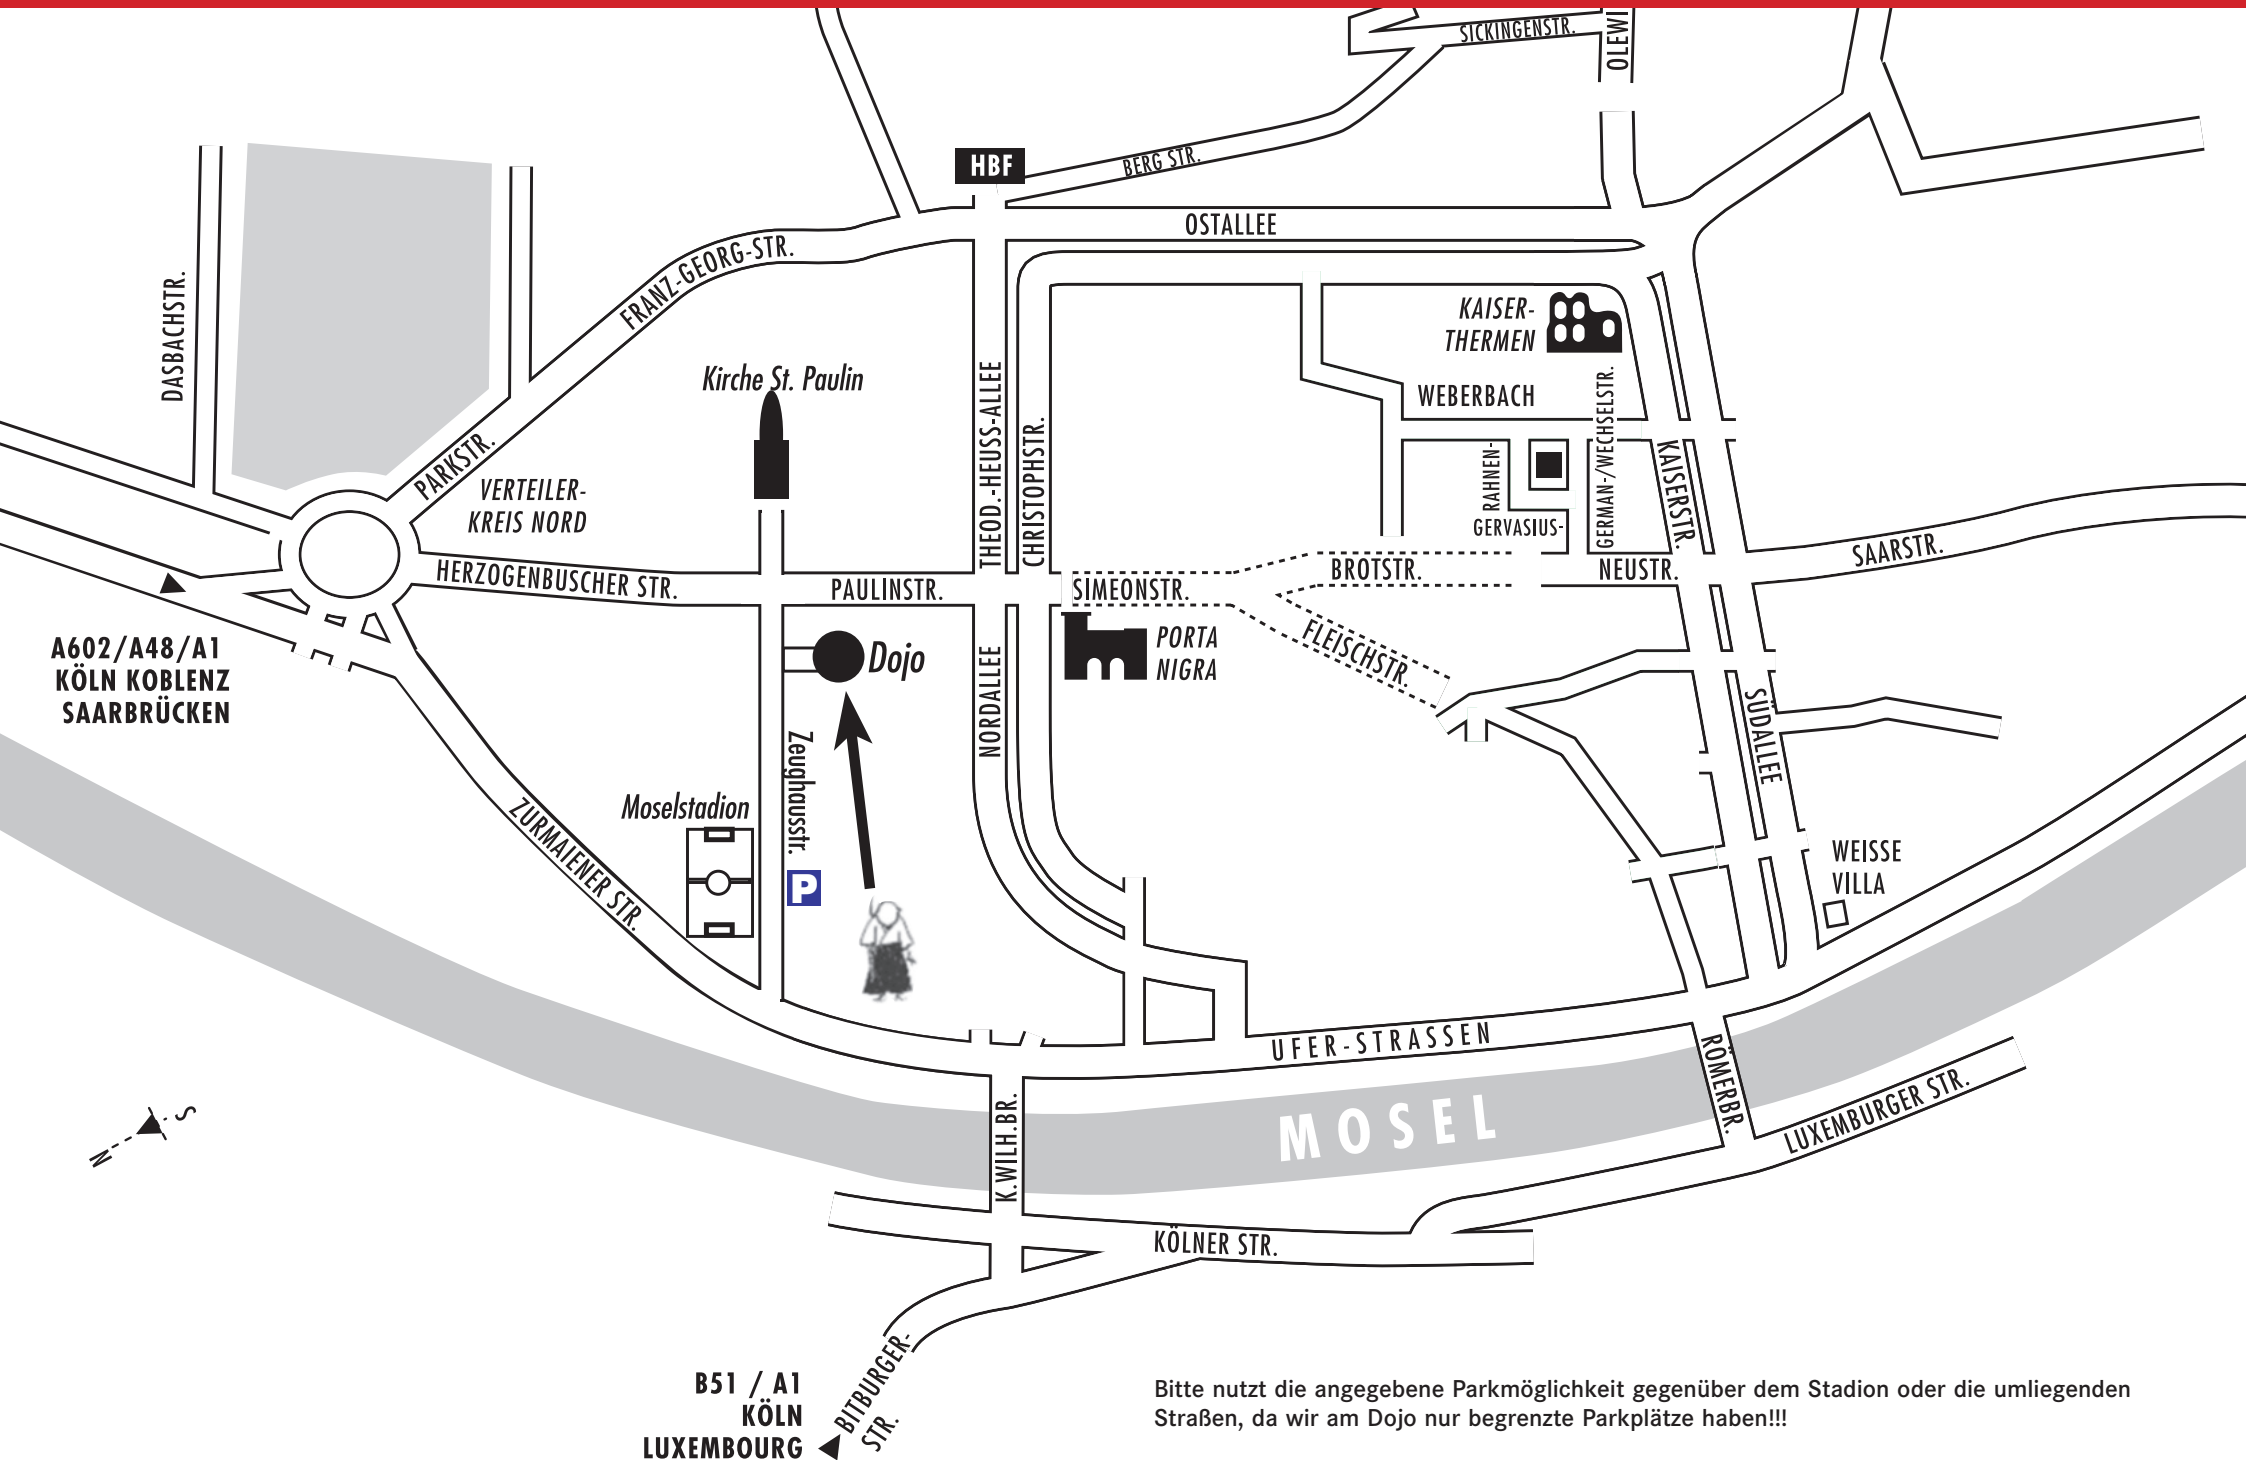 SICKINGENSTR.
OLEWI
HBF
BERG STR.
OSTALLEE
FRANZ-GEORG-STR.
DASBACHSTR.
KAISER-
THERMEN
Kirche St. Paulin
THEOD.-HEUSS-ALLEE
CHRISTOPHSTR.
WEBERBACH
GERMAN-/WECHSELSTR.
RAHNEN-
GERVASIUS-
KAISERSTR.
PARKSTR.
VERTEILER-
KREIS NORD
HERZOGENBUSCHER STR.
PAULINSTR.
SIMEONSTR.
BROTSTR.
NEUSTR.
SAARSTR.
FLEISCHSTR.
PORTA
NIGRA
Dojo
NORDALLEE
A602/A48/A1
KÖLN KOBLENZ
SAARBRÜCKEN
SÜDALLEE
Zeughausstr.
Moselstadion
ZURMAIENER STR.
P
WEISSE
VILLA
UFER-STRASSEN
MOSEL
RÖMERBR.
LUXEMBURGER STR.
K.WILH.BR.
S
N
KÖLNER STR.
BITBURGER-
STR.
B51 / A1
KÖLN
LUXEMBOURG
Bitte nutzt die angegebene Parkmöglichkeit gegenüber dem Stadion oder die umliegenden
Straßen, da wir am Dojo nur begrenzte Parkplätze haben!!!